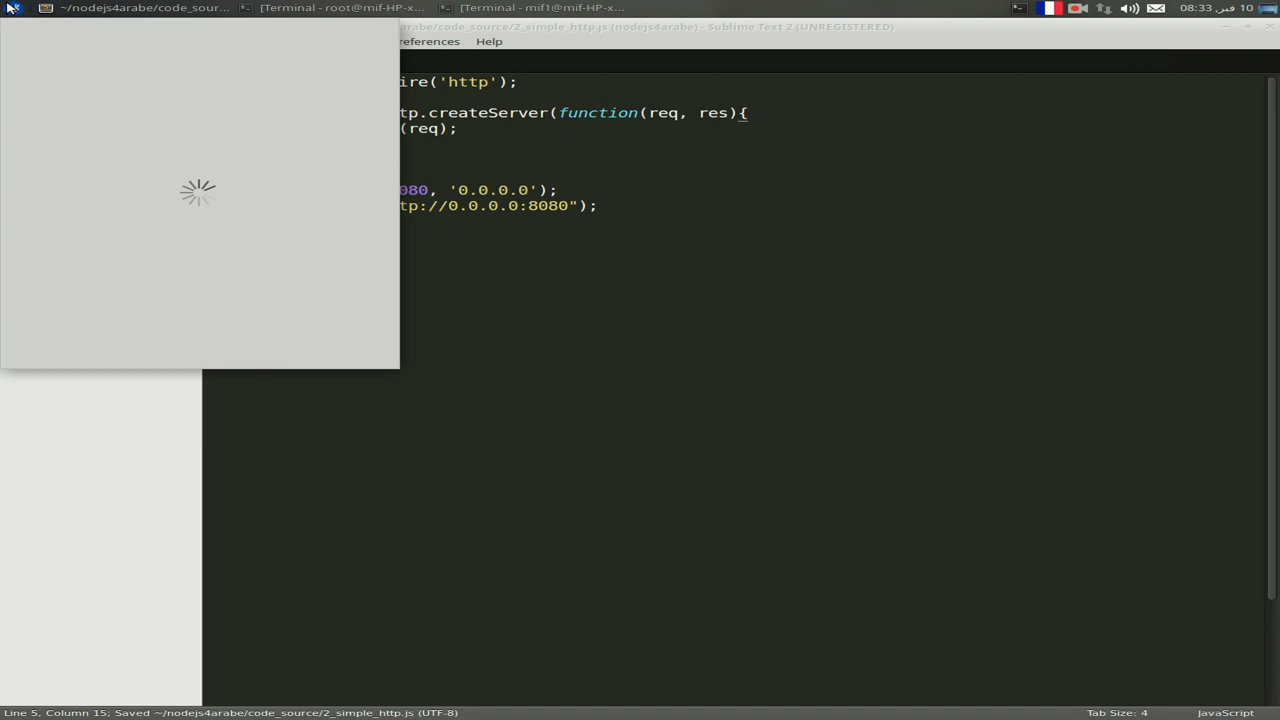 ~/nodejs4arabe/code_sour...
[Terminal - root@mif-HP-x...
[Terminal - mif1@mif-HP-x...
08:33 ,فبر 10
arabe/code_source/2_simple_http.js (nodejs4arabe) - Sublime Text 2 (UNREGISTERED)
references Help
ire('http');
tp.createServer(function(req, res){
(req);
080, '0.0.0.0');
tp://0.0.0.0:8080");
Line 5, Column 15; Saved ~/nodejs4arabe/code_source/2_simple_http.js (UTF-8)
Tab Size: 4
JavaScript